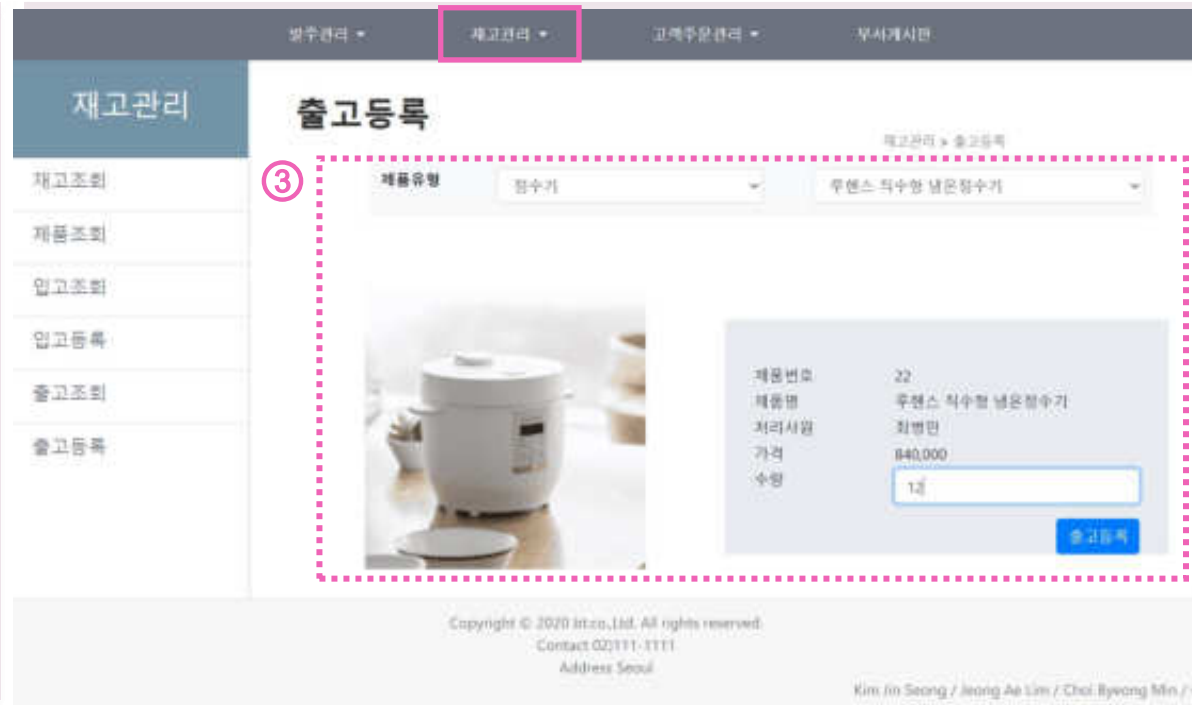 발주관리 재고관리 고객주문관리 부서게시판
재고관리
재고조회
제품조회
입고조회
입고등록
출고조회
출고등록
출고등록
재고관리 > 출고등록
③
제품유형 정수기 루헨스 직수형 냉온정수기
제품번호 22
제품명 루헨스 직수형 냉온정수기
처리사원 최병민
가격 840,000
수량 12
출고등록
Copyright © 2020 All rights reserved.
Contact 02)111-1111
Address Seoul
Kim Jin Seong / Jeong Ae Lim / Choi Byeong Min /